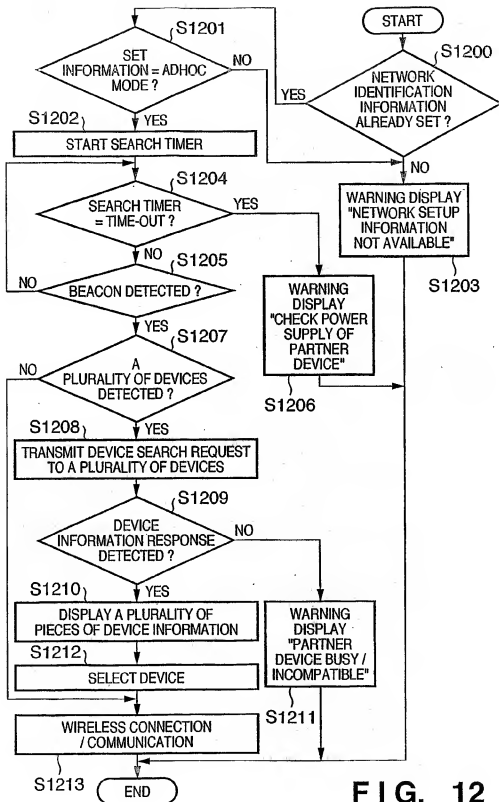 START
S1200
NETWORK
IDENTIFICATION
INFORMATION
ALREADY SET ?
YES
NO
S1201
SET
INFORMATION = ADHOC
MODE ?
NO
YES
S1202
START SEARCH TIMER
WARNING DISPLAY
"NETWORK SETUP
INFORMATION
NOT AVAILABLE"
S1203
S1204
SEARCH TIMER
= TIME-OUT ?
YES
NO
S1205
BEACON DETECTED ?
NO
YES
WARNING
DISPLAY
"CHECK POWER
SUPPLY OF
PARTNER
DEVICE"
S1206
S1207
A
PLURALITY OF DEVICES
DETECTED ?
NO
YES
S1208
TRANSMIT DEVICE SEARCH REQUEST
TO A PLURALITY OF DEVICES
S1209
DEVICE
INFORMATION RESPONSE
DETECTED ?
NO
YES
S1210
DISPLAY A PLURALITY OF
PIECES OF DEVICE INFORMATION
WARNING
DISPLAY
"PARTNER
DEVICE BUSY /
INCOMPATIBLE"
S1211
S1212
SELECT DEVICE
WIRELESS CONNECTION
/ COMMUNICATION
S1213
END
FIG. 12